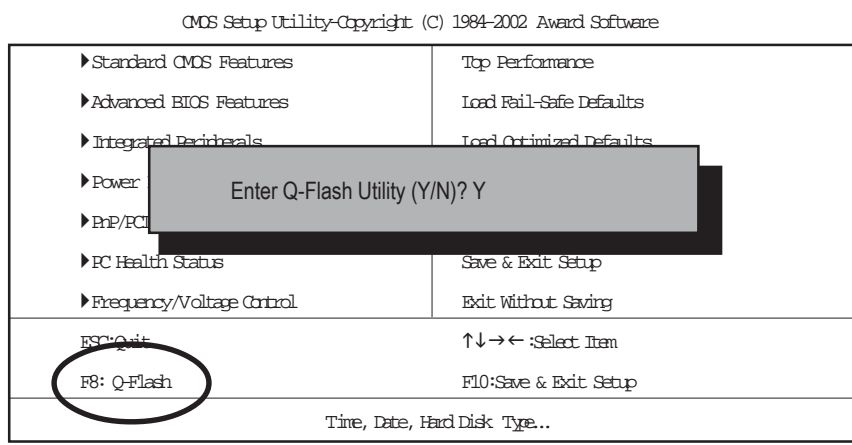 CMOS Setup Utility-Copyright (C) 1984-2002 Award Software
▶Standard CMOS Features
Top Performance
▶Advanced BIOS Features
Load Fail-Safe Defaults
▶Integrated Peripherals
Load Optimized Defaults
▶Power
Enter Q-Flash Utility (Y/N)? Y
▶PnP/PCI
▶PC Health Status
Save & Exit Setup
▶Frequency/Voltage Control
Exit Without Saving
ESC:Quit
↑↓→←:Select Item
F8: Q-Flash
F10:Save & Exit Setup
Time, Date, Hard Disk Type...